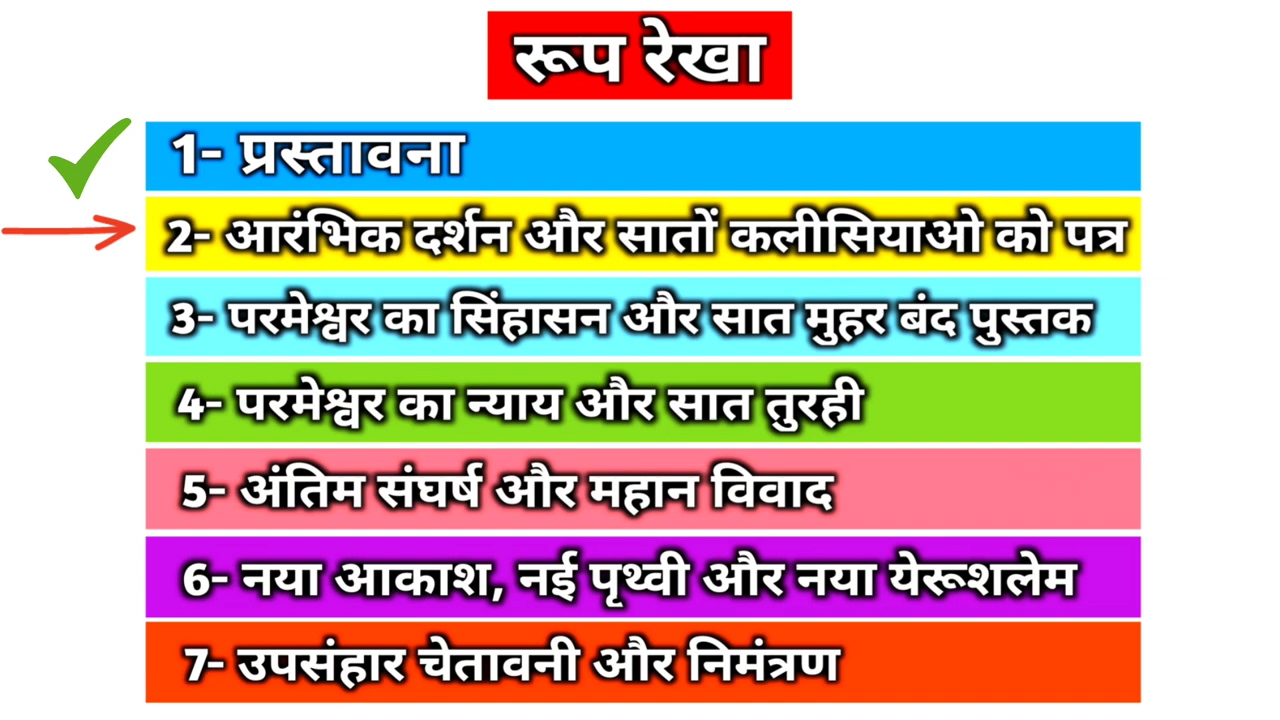 रूप रेखा
1- प्रस्तावना
2- आरंभिक दर्शन और सातों कलीसियाओ को पत्र
3- परमेश्वर का सिंहासन और सात मुहर बंद पुस्तक
4- परमेश्वर का न्याय और सात तुरही
5- अंतिम संघर्ष और महान विवाद
6- नया आकाश, नई पृथ्वी और नया येरूशलेम
7- उपसंहार चेतावनी और निमंत्रण